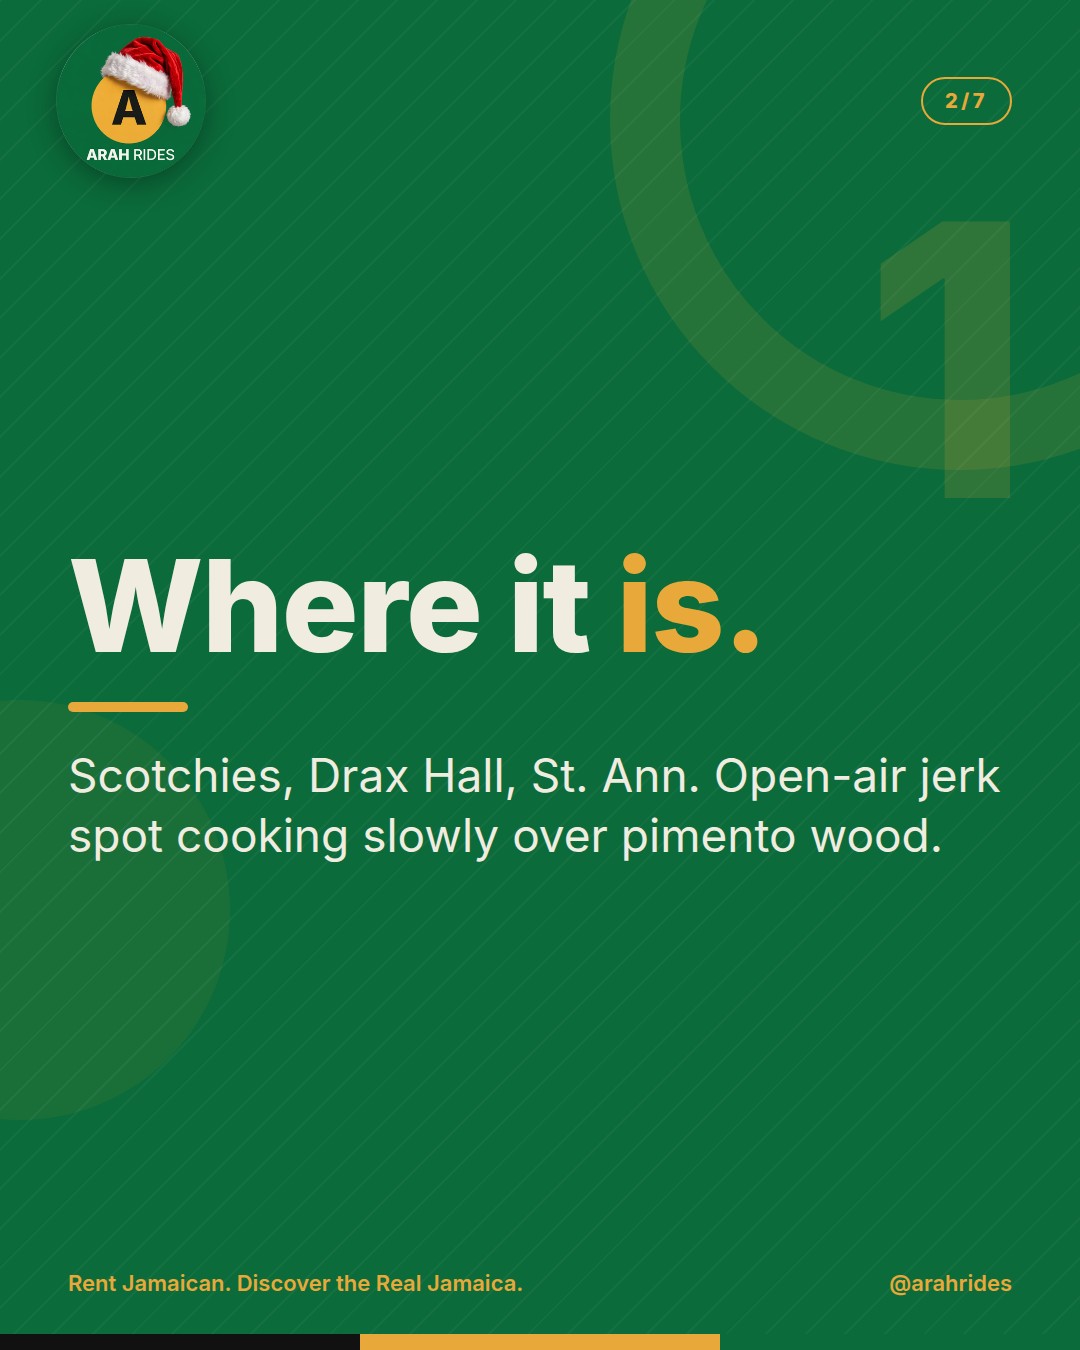 A
ARAH RIDES
2/7
1
Where it is.
Scotchies, Drax Hall, St. Ann. Open-air jerk
spot cooking slowly over pimento wood.
Rent Jamaican. Discover the Real Jamaica.
@arahrides